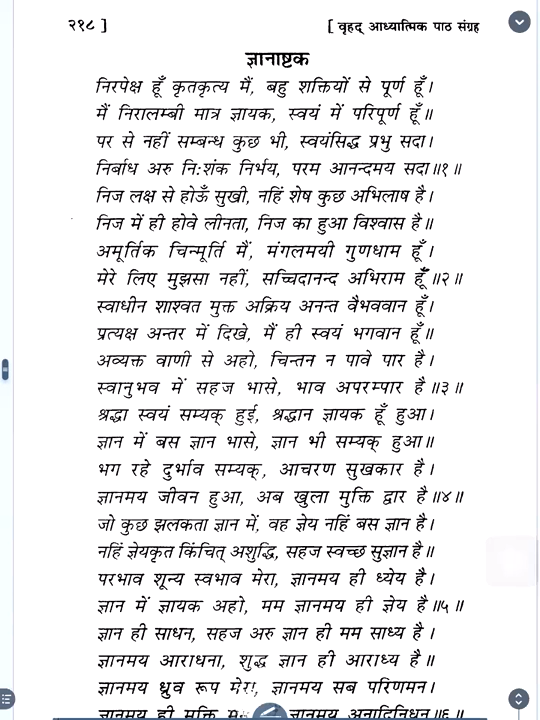 २१८ ] [ वृहद् आध्यात्मिक पाठ संग्रह
ज्ञानाष्टक
निरपेक्ष हूँ कृतकृत्य मैं, बहु शक्तियों से पूर्ण हूँ।
मैं निरालम्बी मात्र ज्ञायक, स्वयं में परिपूर्ण हूँ॥
पर से नहीं सम्बन्ध कुछ भी, स्वयंसिद्ध प्रभु सदा।
निर्बाध अरु निःशंक निर्भय, परम आनन्दमय सदा॥१॥
निज लक्ष से होऊँ सुखी, नहिं शेष कुछ अभिलाष है।
निज में ही होवे लीनता, निज का हुआ विश्वास है॥
अमूर्तिक चिन्मूर्ति मैं, मंगलमयी गुणधाम हूँ।
मेरे लिए मुझसा नहीं, सच्चिदानन्द अभिराम हूँ॥२॥
स्वाधीन शाश्वत मुक्त अक्रिय अनन्त वैभववान हूँ।
प्रत्यक्ष अन्तर में दिखे, मैं ही स्वयं भगवान हूँ॥
अव्यक्त वाणी से अहो, चिन्तन न पावे पार है।
स्वानुभव में सहज भासे, भाव अपरम्पार है॥३॥
श्रद्धा स्वयं सम्यक् हुई, श्रद्धान ज्ञायक हूँ हुआ।
ज्ञान में बस ज्ञान भासे, ज्ञान भी सम्यक् हुआ॥
भग रहे दुर्भाव सम्यक्, आचरण सुखकार है।
ज्ञानमय जीवन हुआ, अब खुला मुक्ति द्वार है॥४॥
जो कुछ झलकता ज्ञान में, वह ज्ञेय नहिं बस ज्ञान है।
नहिं ज्ञेयकृत किंचित् अशुद्धि, सहज स्वच्छ सुज्ञान है॥
परभाव शून्य स्वभाव मेरा, ज्ञानमय ही ध्येय है।
ज्ञान में ज्ञायक अहो, मम ज्ञानमय ही ज्ञेय है॥५॥
ज्ञान ही साधन, सहज अरु ज्ञान ही मम साध्य है।
ज्ञानमय आराधना, शुद्ध ज्ञान ही आराध्य है॥
ज्ञानमय ध्रुव रूप मेरा, ज्ञानमय सब परिणमन।
ज्ञानमय ही मुक्ति ज्ञानमय अनादिनिधन॥६॥